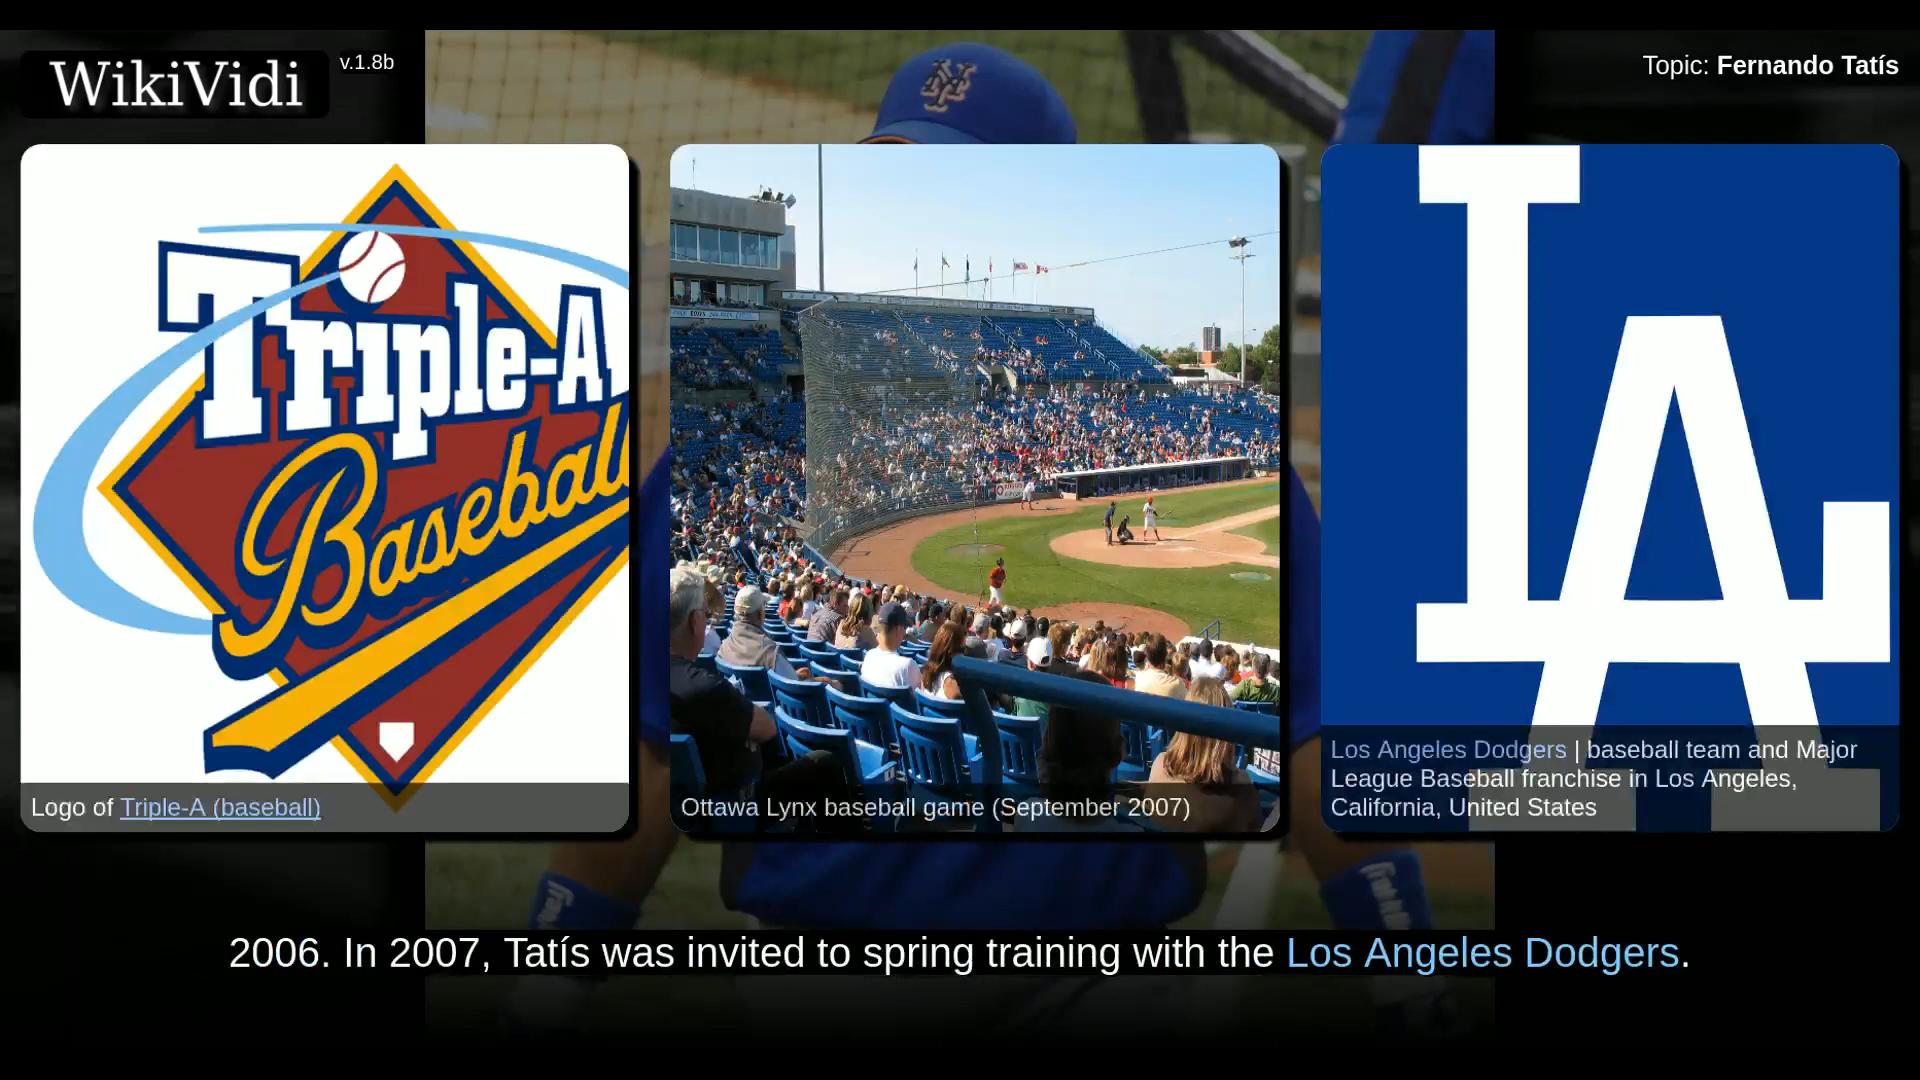 WikiVidi
v.1.8b
Topic: Fernando Tatís
NY
Triple-A
Baseball
LA
Logo of Triple-A (baseball)
Ottawa Lynx baseball game (September 2007)
Los Angeles Dodgers | baseball team and Major
League Baseball franchise in Los Angeles,
California, United States
2006. In 2007, Tatís was invited to spring training with the Los Angeles Dodgers.